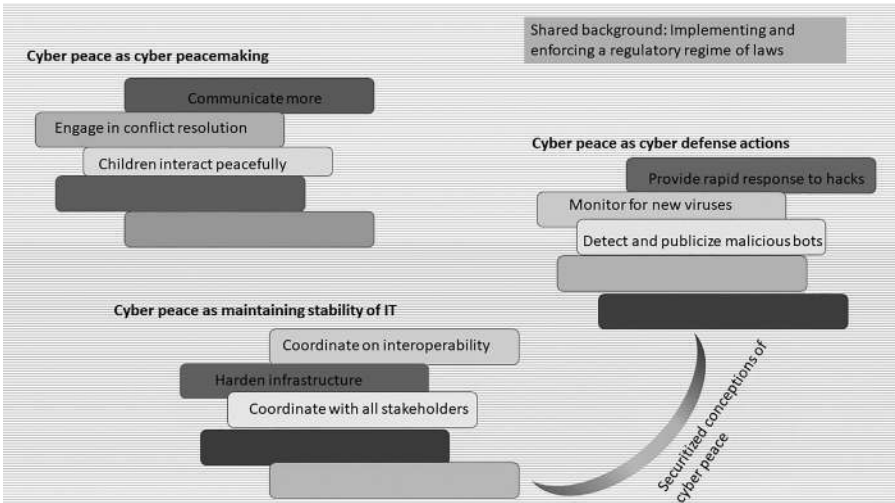 Shared background: Implementing and
enforcing a regulatory regime of laws
Cyber peace as cyber peacemaking
Communicate more
Engage in conflict resolution
Children interact peacefully
Cyber peace as cyber defense actions
Provide rapid response to hacks
Monitor for new viruses
Detect and publicize malicious bots
Cyber peace as maintaining stability of IT
Coordinate on interoperability
Harden infrastructure
Coordinate with all stakeholders
Securitized conceptions of
cyber peace